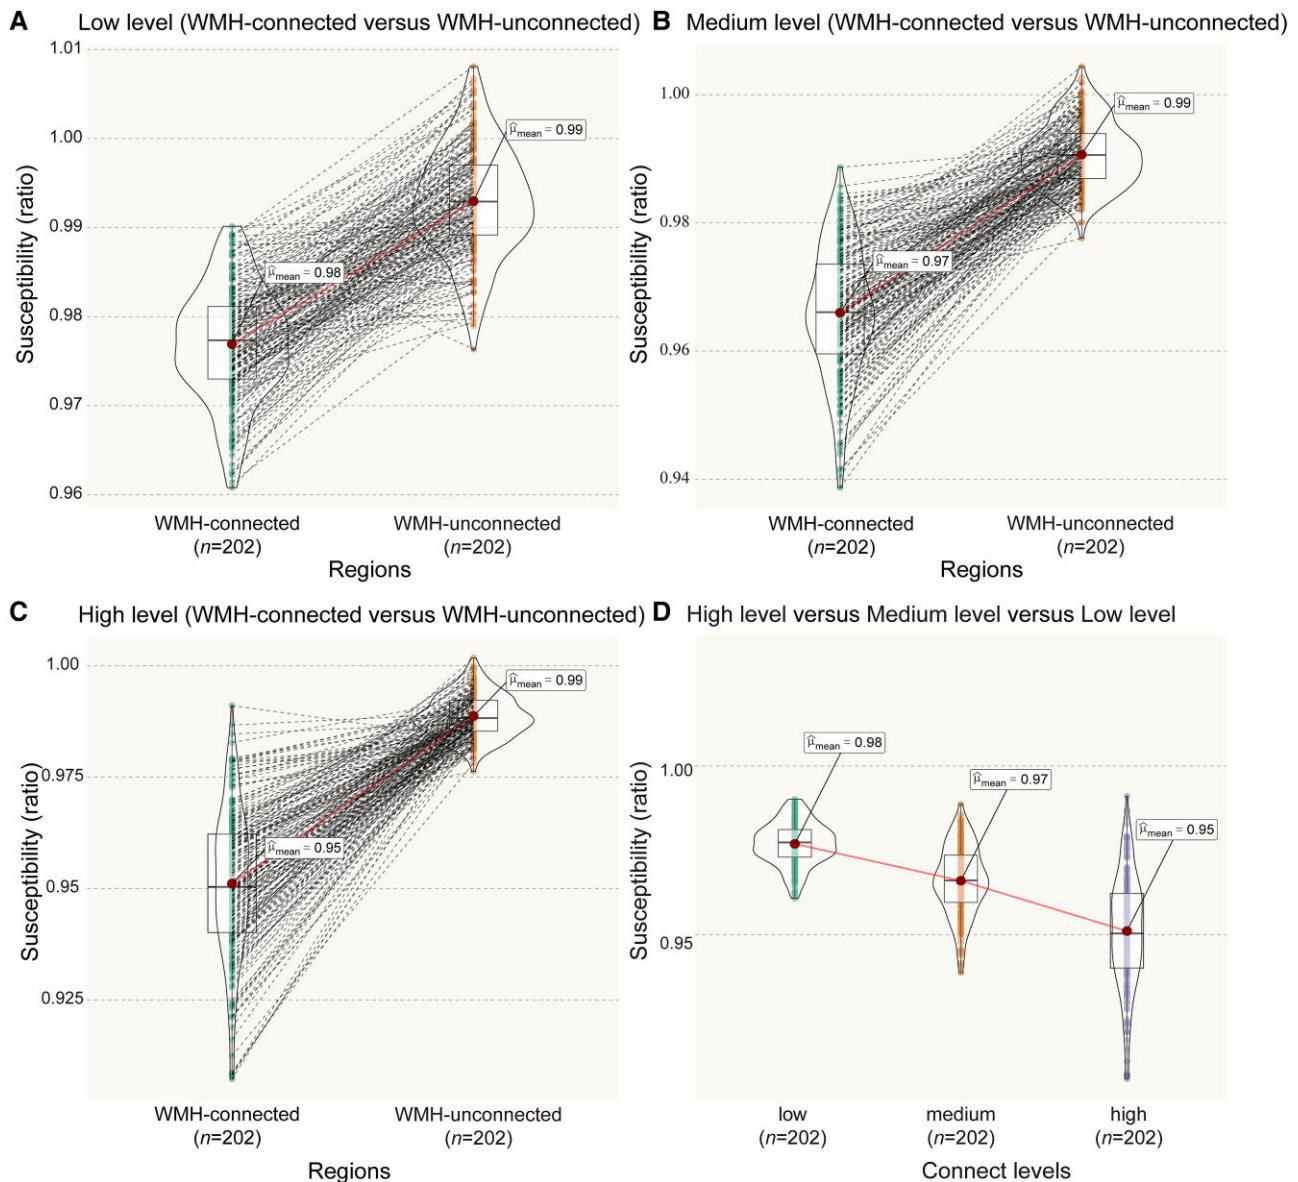 A Low level (WMH-connected versus WMH-unconnected)
Susceptibility (ratio)
1.01
1.00
0.99
0.98
0.97
0.96
μ̂mean = 0.98
μ̂mean = 0.99
WMH-connected
(n=202)
WMH-unconnected
(n=202)
Regions
B Medium level (WMH-connected versus WMH-unconnected)
Susceptibility (ratio)
1.00
0.98
0.96
0.94
μ̂mean = 0.97
μ̂mean = 0.99
WMH-connected
(n=202)
WMH-unconnected
(n=202)
Regions
C High level (WMH-connected versus WMH-unconnected)
Susceptibility (ratio)
1.00
0.975
0.95
0.925
μ̂mean = 0.95
μ̂mean = 0.99
WMH-connected
(n=202)
WMH-unconnected
(n=202)
Regions
D High level versus Medium level versus Low level
Susceptibility (ratio)
1.00
0.95
μ̂mean = 0.98
μ̂mean = 0.97
μ̂mean = 0.95
low
(n=202)
medium
(n=202)
high
(n=202)
Connect levels